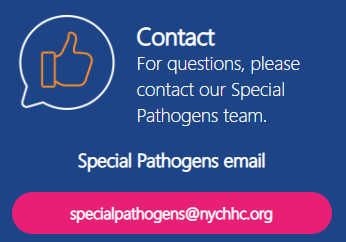 Contact
For questions, please
contact our Special
Pathogens team.
Special Pathogens email
specialpathogens@nychhc.org